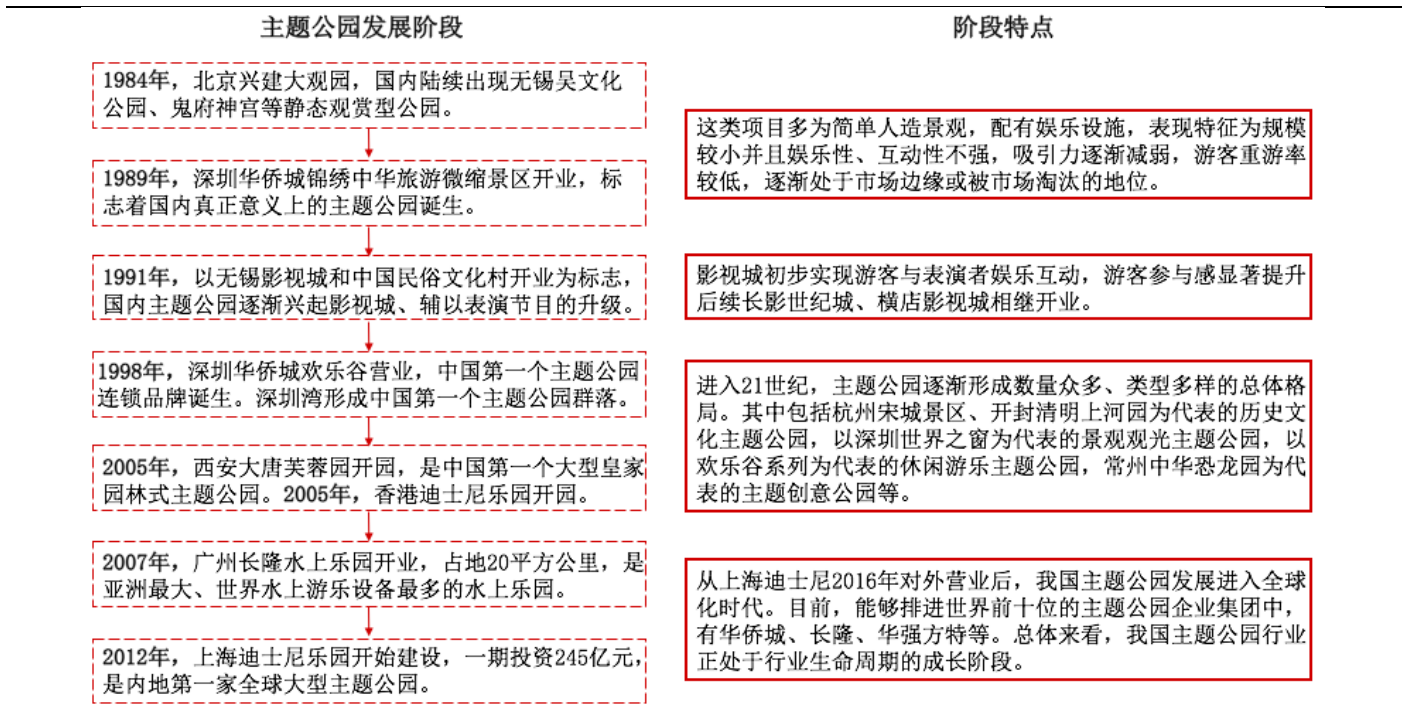 主题公园发展阶段
阶段特点
1984年，北京兴建大观园，国内陆续出现无锡吴文化
公园、鬼府神宫等静态观赏型公园。
1989年，深圳华侨城锦绣中华旅游微缩景区开业，标
志着国内真正意义上的主题公园诞生。
1991年，以无锡影视城和中国民俗文化村开业为标志，
国内主题公园逐渐兴起影视城、辅以表演节目的升级。
1998年，深圳华侨城欢乐谷营业，中国第一个主题公园
连锁品牌诞生。深圳湾形成中国第一个主题公园群落。
2005年，西安大唐芙蓉园开园，是中国第一个大型皇家
园林式主题公园。2005年，香港迪士尼乐园开园。
2007年，广州长隆水上乐园开业，占地20平方公里，是
亚洲最大、世界水上游乐设备最多的水上乐园。
2012年，上海迪士尼乐园开始建设，一期投资245亿元，
是内地第一家全球大型主题公园。
这类项目多为简单人造景观，配有娱乐设施，表现特征为规模
较小并且娱乐性、互动性不强，吸引力逐渐减弱，游客重游率
较低，逐渐处于市场边缘或被市场淘汰的地位。
影视城初步实现游客与表演者娱乐互动，游客参与感显著提升
后续长影世纪城、横店影视城相继开业。
进入21世纪，主题公园逐渐形成数量众多、类型多样的总体格
局。其中包括杭州宋城景区、开封清明上河园为代表的历史文
化主题公园，以深圳世界之窗为代表的景观观光主题公园，以
欢乐谷系列为代表的休闲游乐主题公园，常州中华恐龙园为代
表的主题创意公园等。
从上海迪士尼2016年对外营业后，我国主题公园发展进入全球
化时代。目前，能够排进世界前十位的主题公园企业集团中，
有华侨城、长隆、华强方特等。总体来看，我国主题公园行业
正处于行业生命周期的成长阶段。